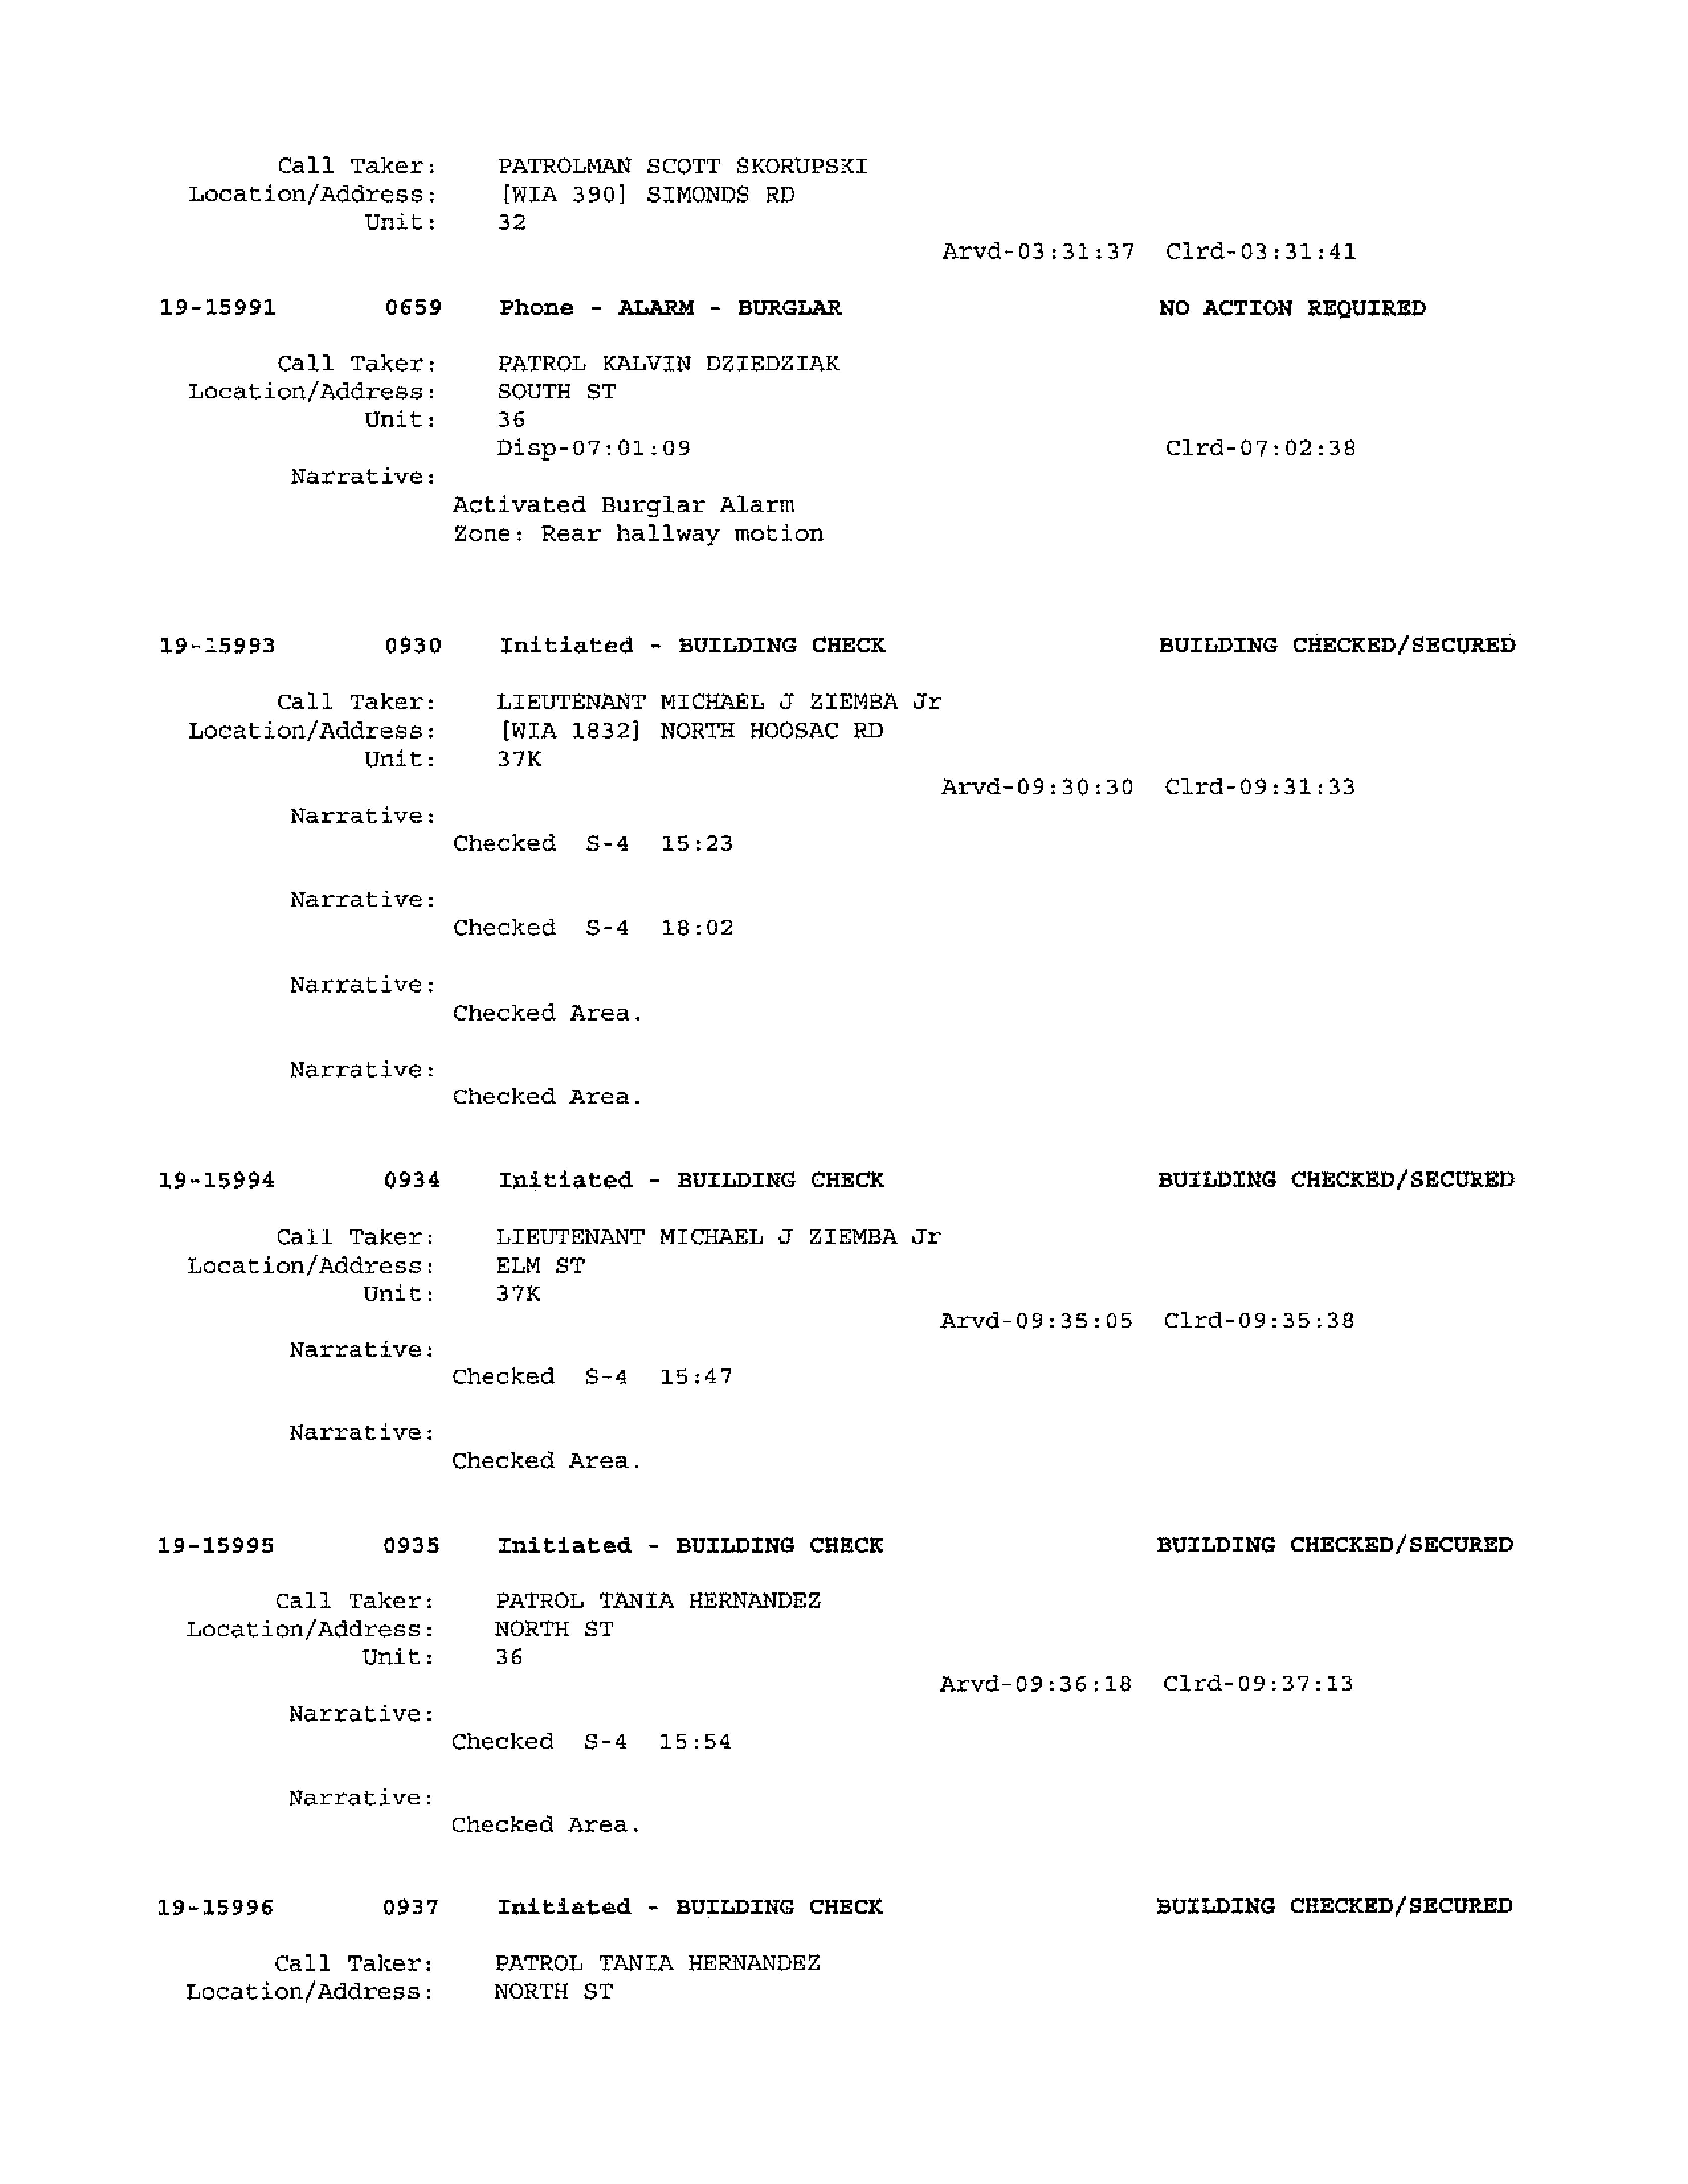 Call Taker: PATROLMAN SCOTT SKORUPSKI
Location/Address: [WIA 390] SIMONDS RD
Unit: 32
Arvd-03:31:37 Clrd-03:31:41
19-15991 0659 Phone - ALARM - BURGLAR NO ACTION REQUIRED
Call Taker: PATROL KALVIN DZIEDZIAK
Location/Address: SOUTH ST
Unit: 36
Disp-07:01:09 Clrd-07:02:38
Narrative:
Activated Burglar Alarm
Zone: Rear hallway motion
19-15993 0930 Initiated - BUILDING CHECK BUILDING CHECKED/SECURED
Call Taker: LIEUTENANT MICHAEL J ZIEMBA Jr
Location/Address: [WIA 1832] NORTH HOOSAC RD
Unit: 37K
Arvd-09:30:30 Clrd-09:31:33
Narrative:
Checked S-4 15:23
Narrative:
Checked S-4 18:02
Narrative:
Checked Area.
Narrative:
Checked Area.
19-15994 0934 Initiated - BUILDING CHECK BUILDING CHECKED/SECURED
Call Taker: LIEUTENANT MICHAEL J ZIEMBA Jr
Location/Address: ELM ST
Unit: 37K
Arvd-09:35:05 Clrd-09:35:38
Narrative:
Checked S-4 15:47
Narrative:
Checked Area.
19-15995 0935 Initiated - BUILDING CHECK BUILDING CHECKED/SECURED
Call Taker: PATROL TANIA HERNANDEZ
Location/Address: NORTH ST
Unit: 36
Arvd-09:36:18 Clrd-09:37:13
Narrative:
Checked S-4 15:54
Narrative:
Checked Area.
19-15996 0937 Initiated - BUILDING CHECK BUILDING CHECKED/SECURED
Call Taker: PATROL TANIA HERNANDEZ
Location/Address: NORTH ST